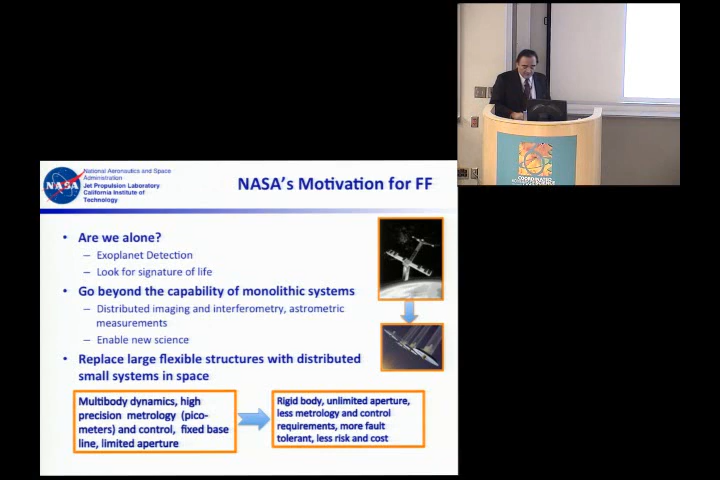 National Aeronautics and Space
Administration
Jet Propulsion Laboratory
California Institute of
Technology
NASA
NASA's Motivation for FF
• Are we alone?
– Exoplanet Detection
– Look for signature of life
• Go beyond the capability of monolithic systems
– Distributed imaging and interferometry, astrometric
measurements
– Enable new science
• Replace large flexible structures with distributed
small systems in space
Multibody dynamics, high
precision metrology (pico-
meters) and control, fixed base
line, limited aperture
Rigid body, unlimited aperture,
less metrology and control
requirements, more fault
tolerant, less risk and cost
COORDINATED